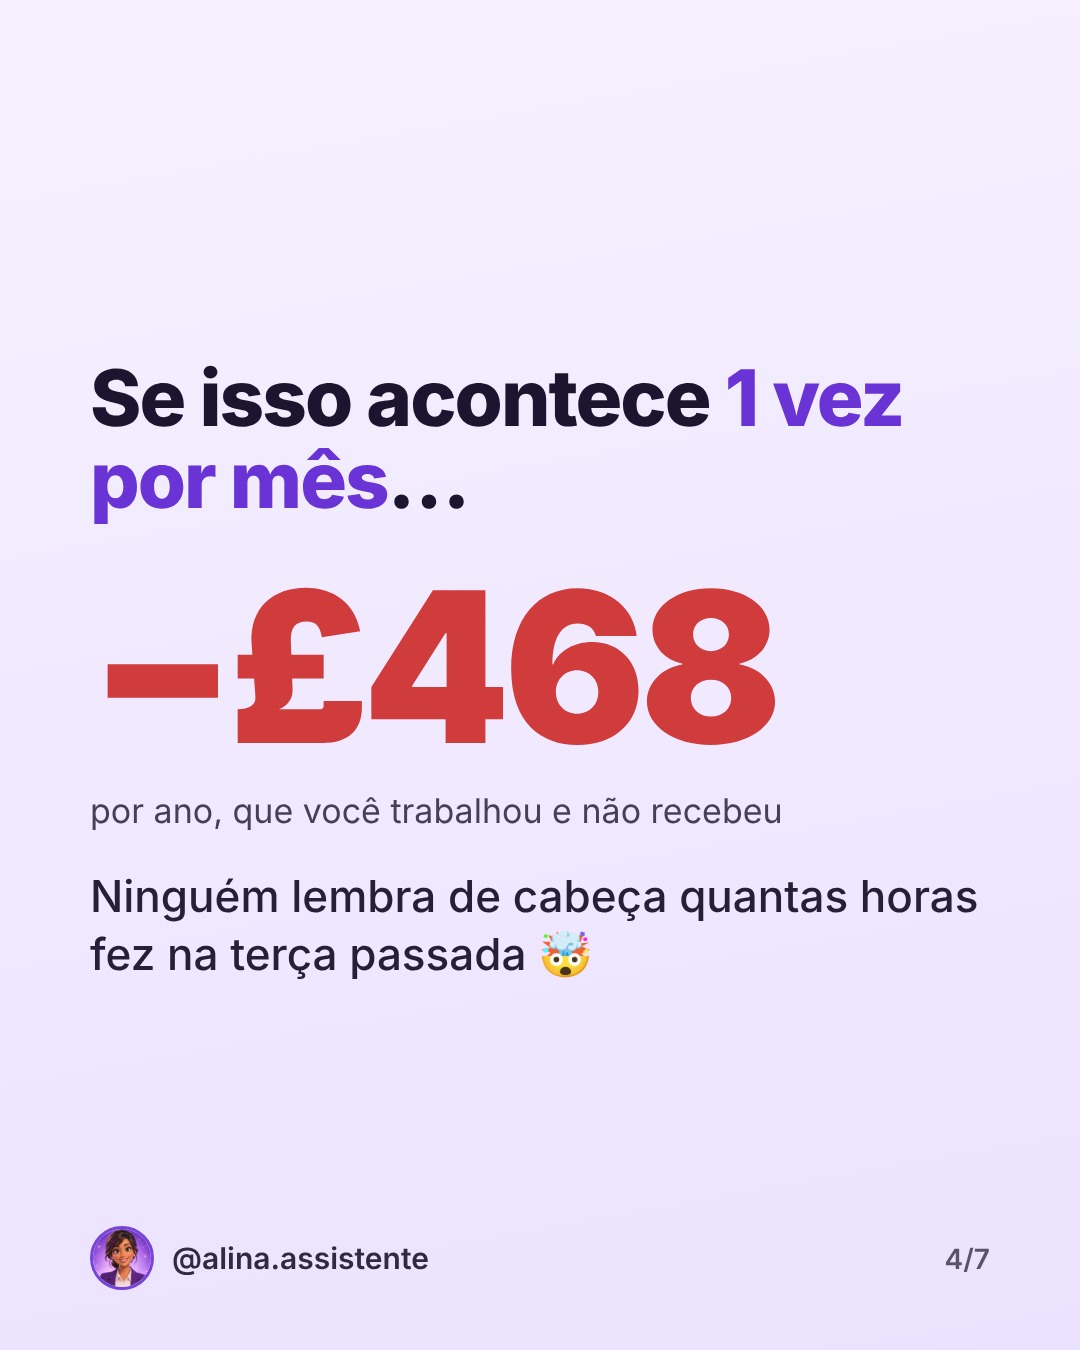 Se isso acontece 1 vez
por mês...
–£468
por ano, que você trabalhou e não recebeu
Ninguém lembra de cabeça quantas horas
fez na terça passada 🤯
@alina.assistente
4/7